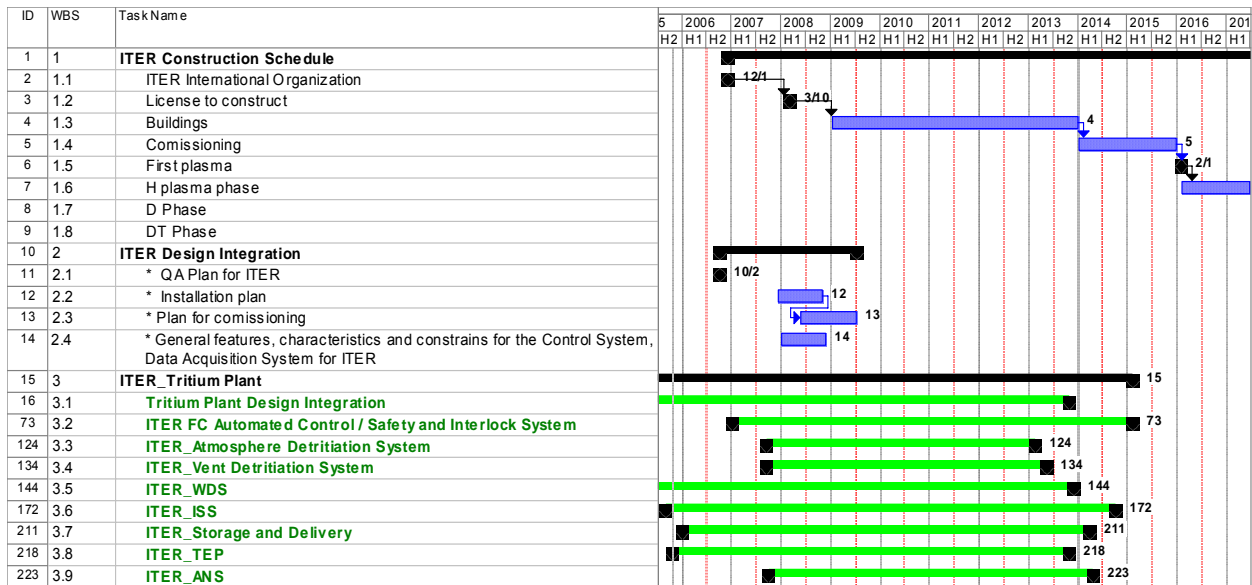 ID WBS Task Name 5 2006 2007 2008 2009 2010 2011 2012 2013 2014 2015 2016 201
H2 H1 H2 H1 H2 H1 H2 H1 H2 H1 H2 H1 H2 H1 H2 H1 H2 H1 H2 H1 H2 H1 H2 H1
1 1 ITER Construction Schedule
2 1.1 ITER International Organization 12/1
3 1.2 License to construct 3/10
4 1.3 Buildings 4
5 1.4 Comissioning 5
6 1.5 First plasma 2/1
7 1.6 H plasma phase
8 1.7 D Phase
9 1.8 DT Phase
10 2 ITER Design Integration
11 2.1 * QA Plan for ITER 10/2
12 2.2 * Installation plan 12
13 2.3 * Plan for comissioning 13
14 2.4 * General features, characteristics and constrains for the Control System, 14
Data Acquisition System for ITER
15 3 ITER_Tritium Plant 15
16 3.1 Tritium Plant Design Integration
73 3.2 ITER FC Automated Control / Safety and Interlock System 73
124 3.3 ITER_Atmosphere Detritiation System 124
134 3.4 ITER_Vent Detritiation System 134
144 3.5 ITER_WDS 144
172 3.6 ITER_ISS 172
211 3.7 ITER_Storage and Delivery 211
218 3.8 ITER_TEP 218
223 3.9 ITER_ANS 223